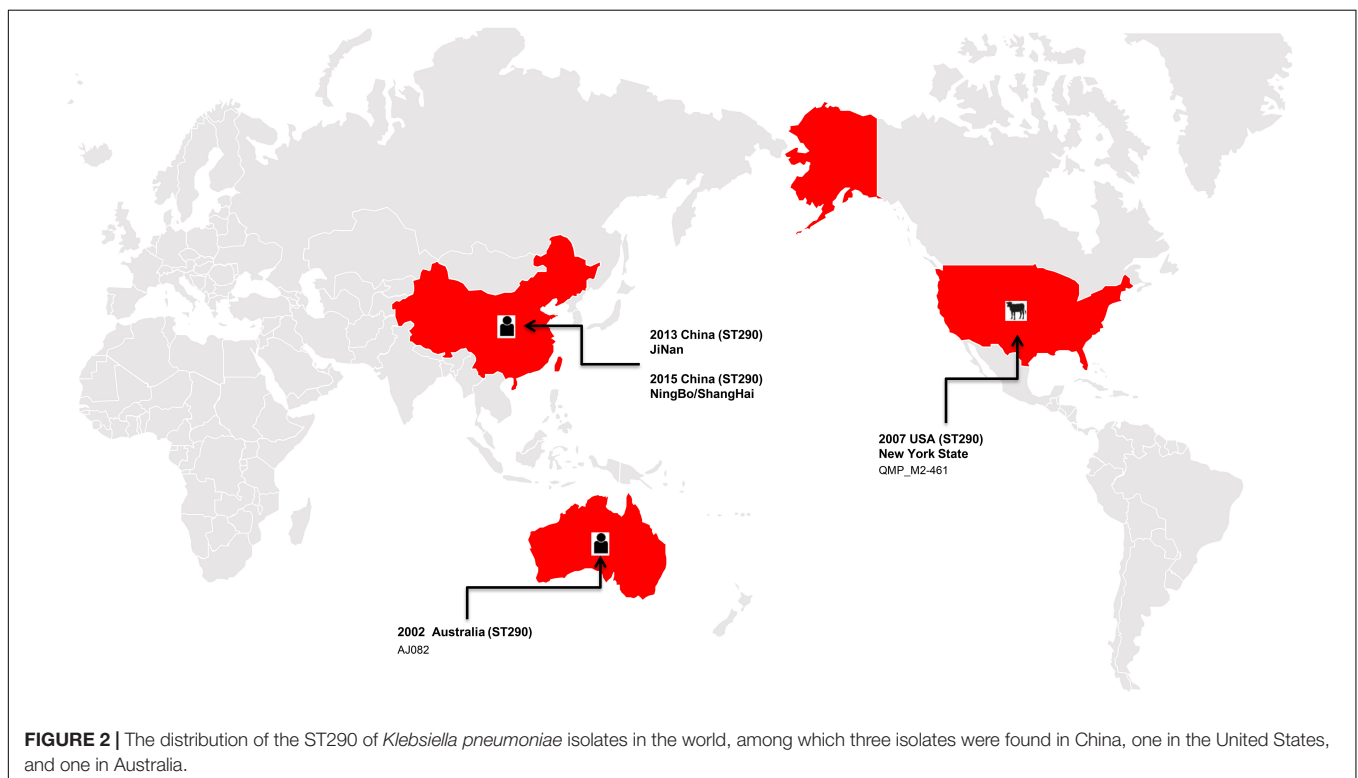 2013 China (ST290)
JiNan
2015 China (ST290)
NingBo/ShangHai
2007 USA (ST290)
New York State
QMP_M2-461
2002 Australia (ST290)
AJ082
FIGURE 2 | The distribution of the ST290 of Klebsiella pneumoniae isolates in the world, among which three isolates were found in China, one in the United States,
and one in Australia.